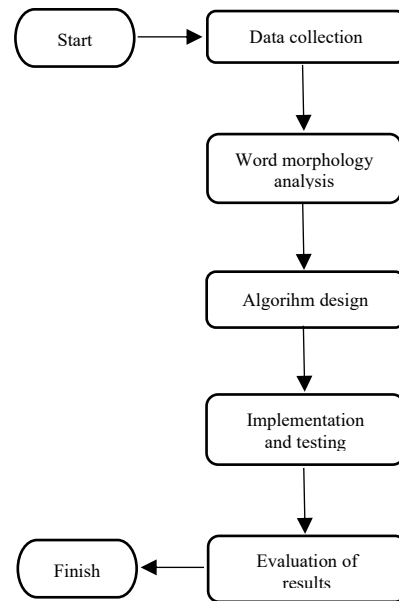 Start
Data collection
Word morphology
analysis
Algorihm design
Implementation
and testing
Evaluation of
results
Finish